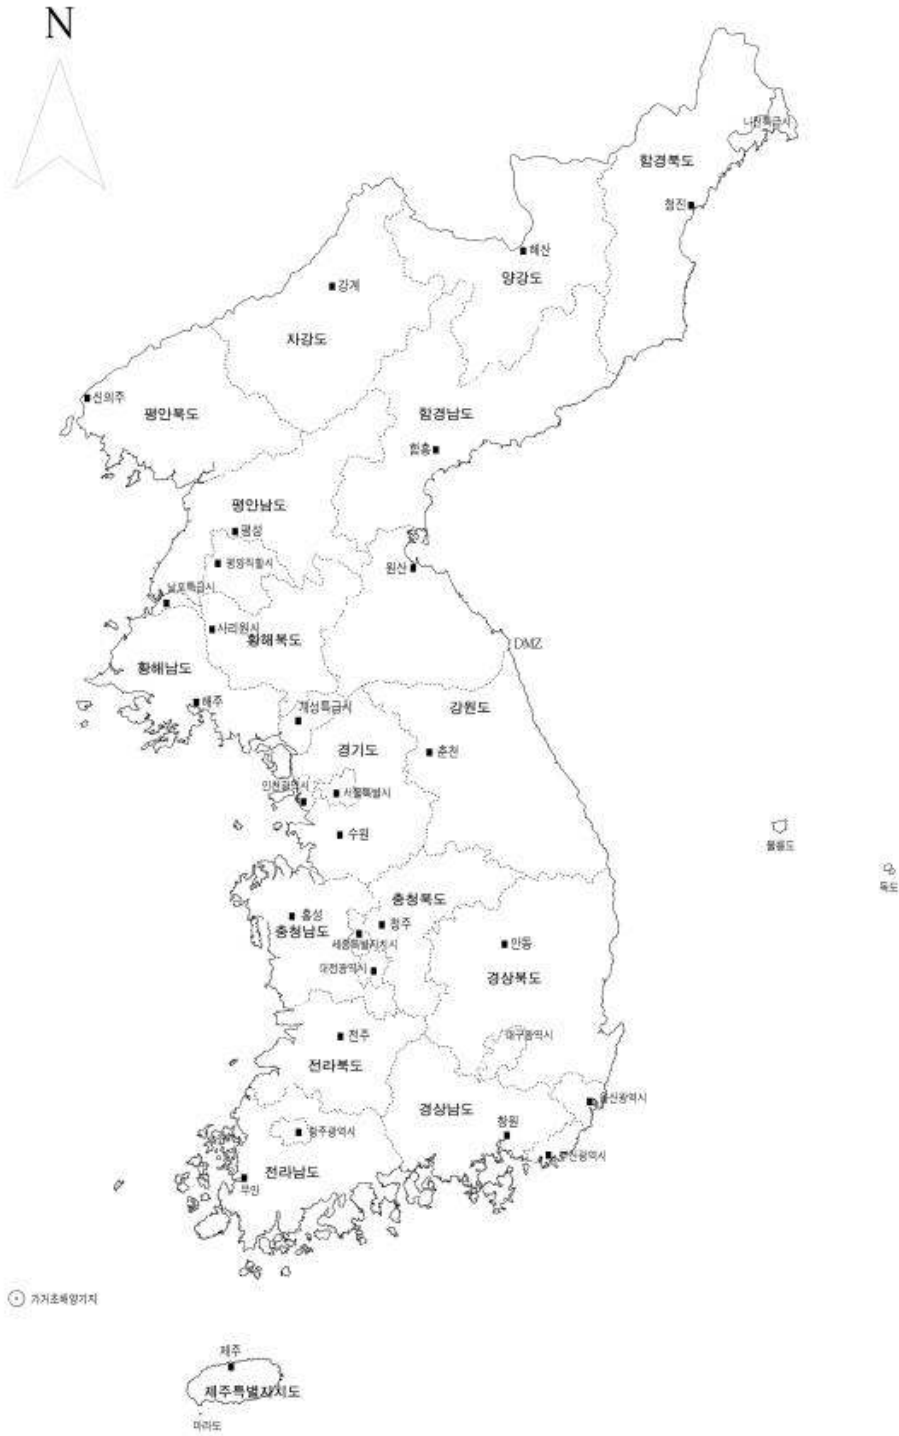 N
나진특급시
함경북도
청진
혜산
양강도
강계
자강도
신의주
평안북도
함경남도
함흥
평안남도
평성
평양직할시
원산
남포특급시
사리원시
황해북도
DMZ
황해남도
해주
개성특급시
강원도
경기도
춘천
인천광역시
서울특별시
수원
울릉도
독도
충청북도
홍성
청주
충청남도
세종특별자치시
안동
대전광역시
경상북도
전주
대구광역시
전라북도
울산광역시
경상남도
창원
광주광역시
부산광역시
전라남도
무안
가거초해양기지
제주
제주특별자치도
마라도